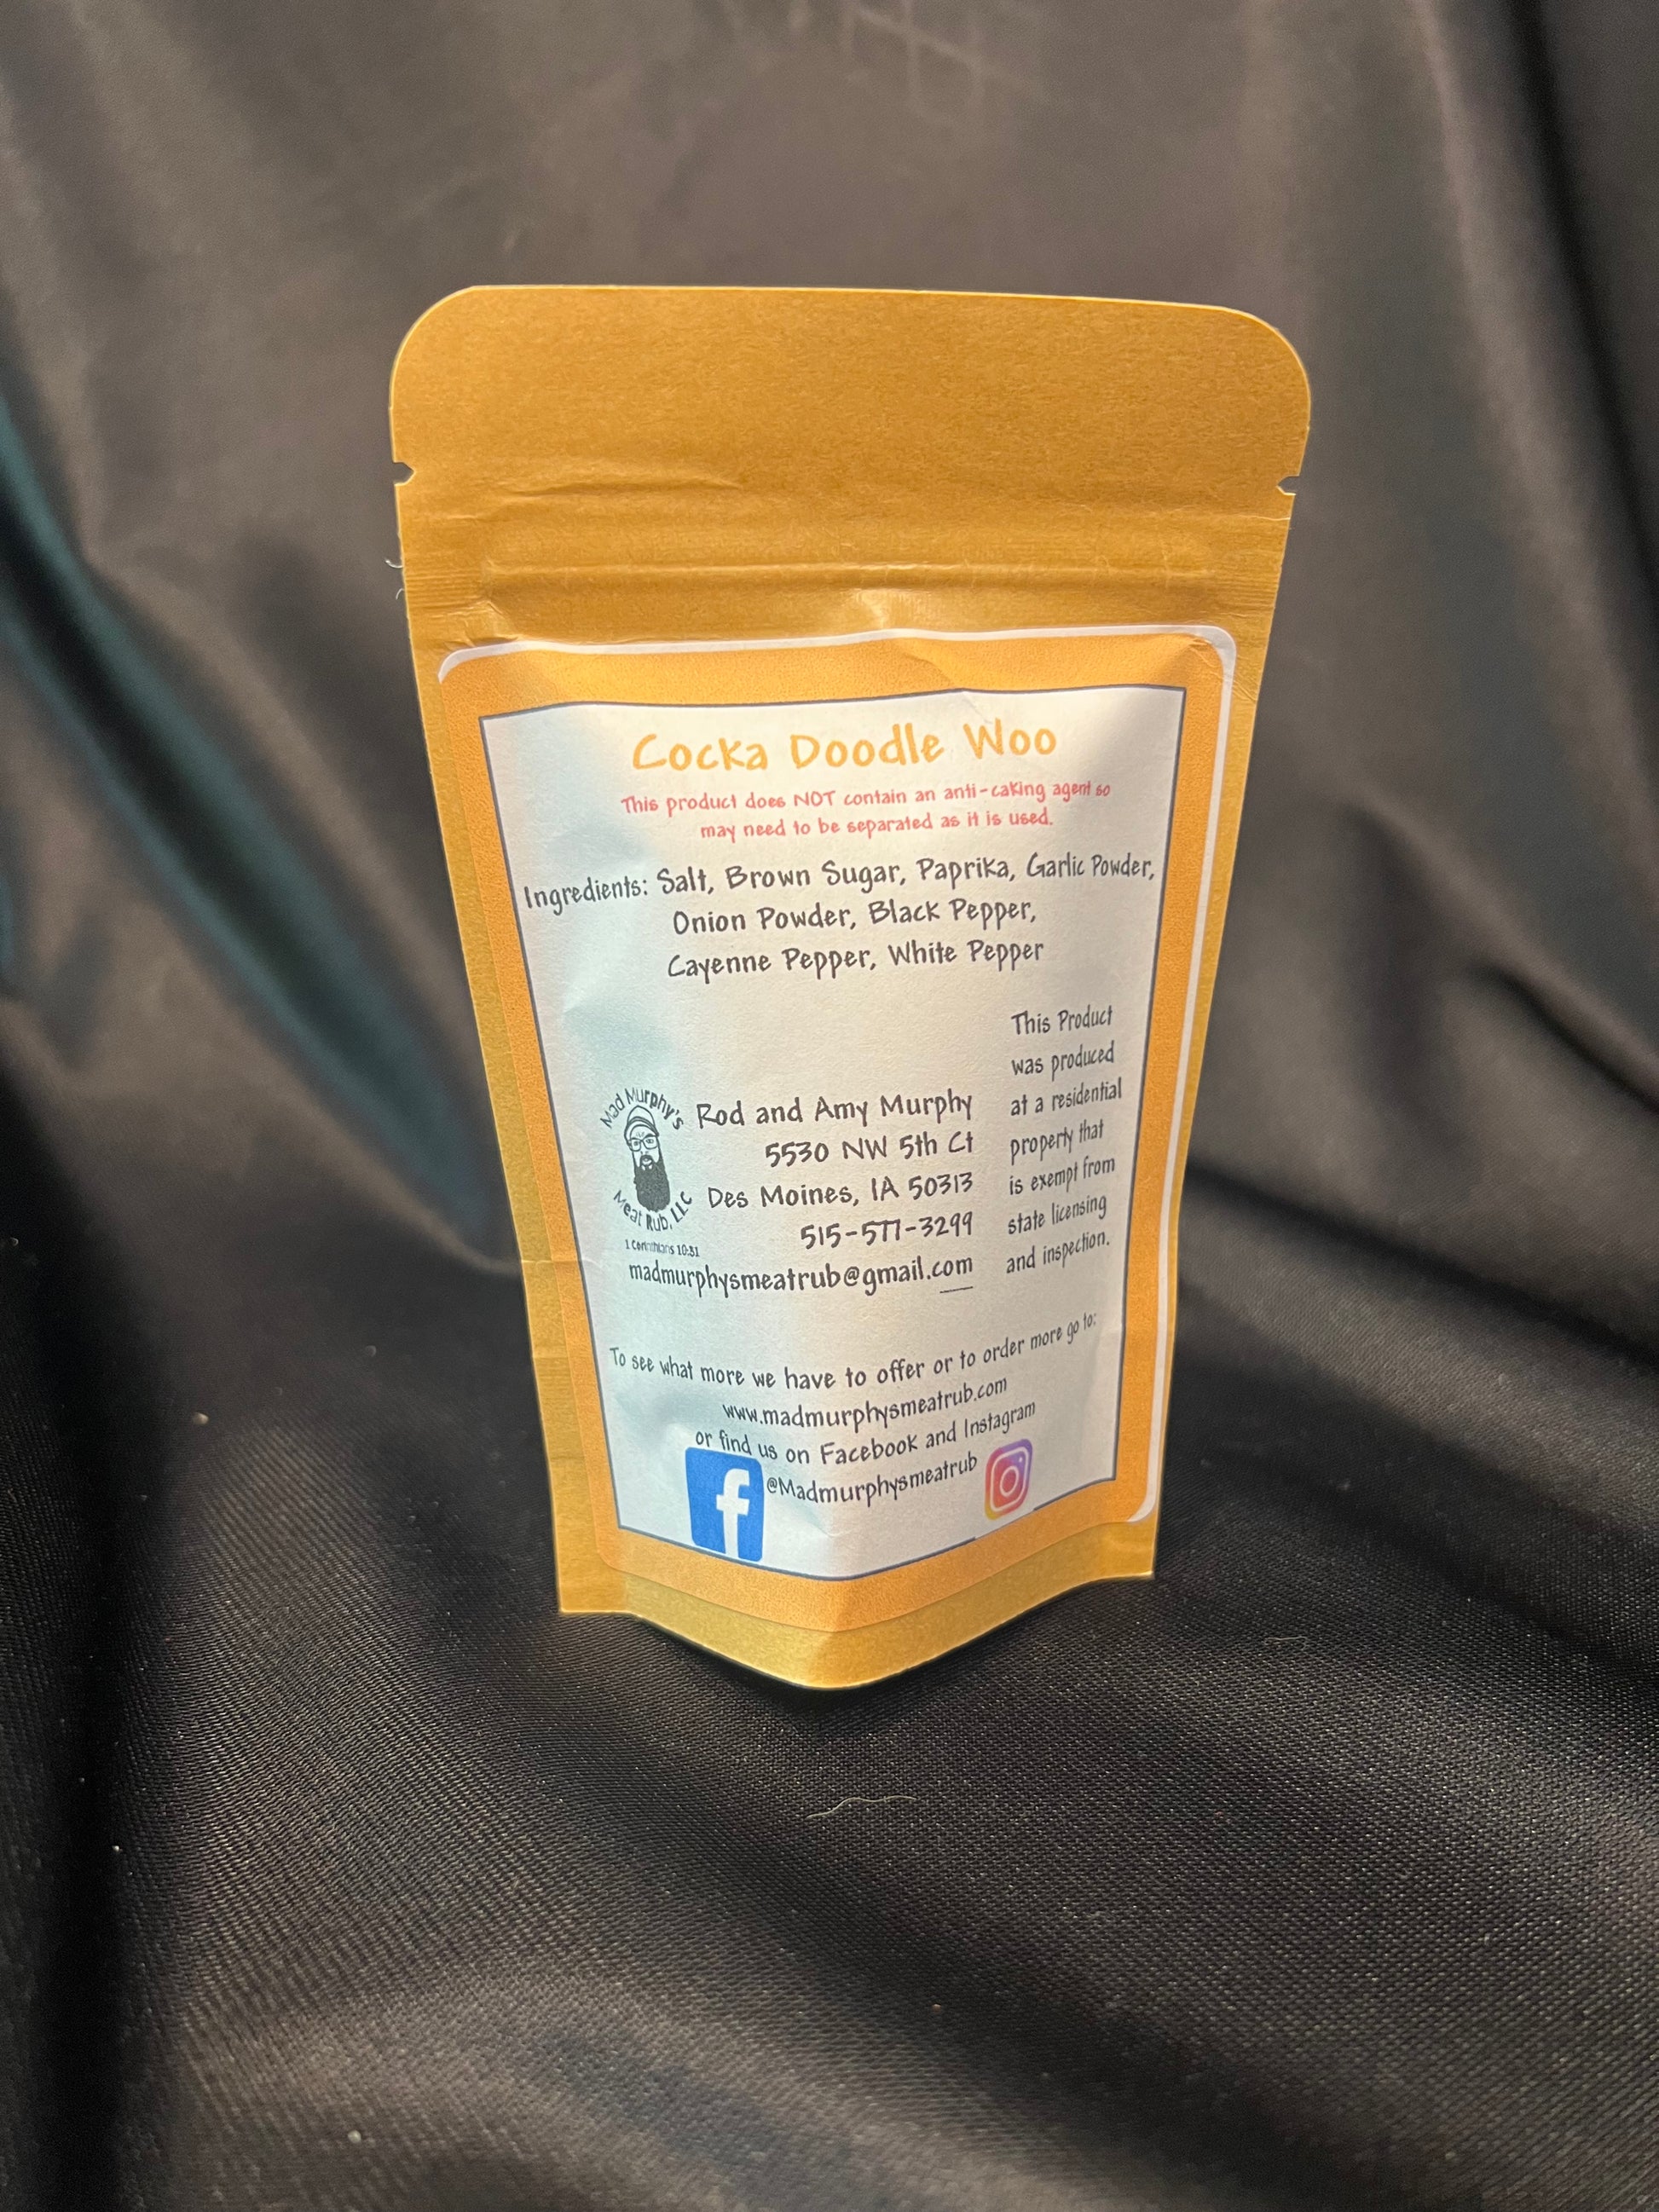 Cocka Doodle Woo
This product does NOT contain an anti-caking agent so
may need to be separated as it is used.
Ingredients: Salt, Brown Sugar, Paprika, Garlic Powder,
Onion Powder, Black Pepper,
Cayenne Pepper, White Pepper
Mad Murphy's
Meat Rub, LLC
1 Corinthians 10:31
Rod and Amy Murphy
5530 NW 5th Ct
Des Moines, IA 50313
515-577-3299
madmurphysmeatrub@gmail.com
This Product
was produced
at a residential
property that
is exempt from
state licensing
and inspection.
To see what more we have to offer or to order more go to:
www.madmurphysmeatrub.com
or find us on Facebook and Instagram
f
@Madmurphysmeatrub